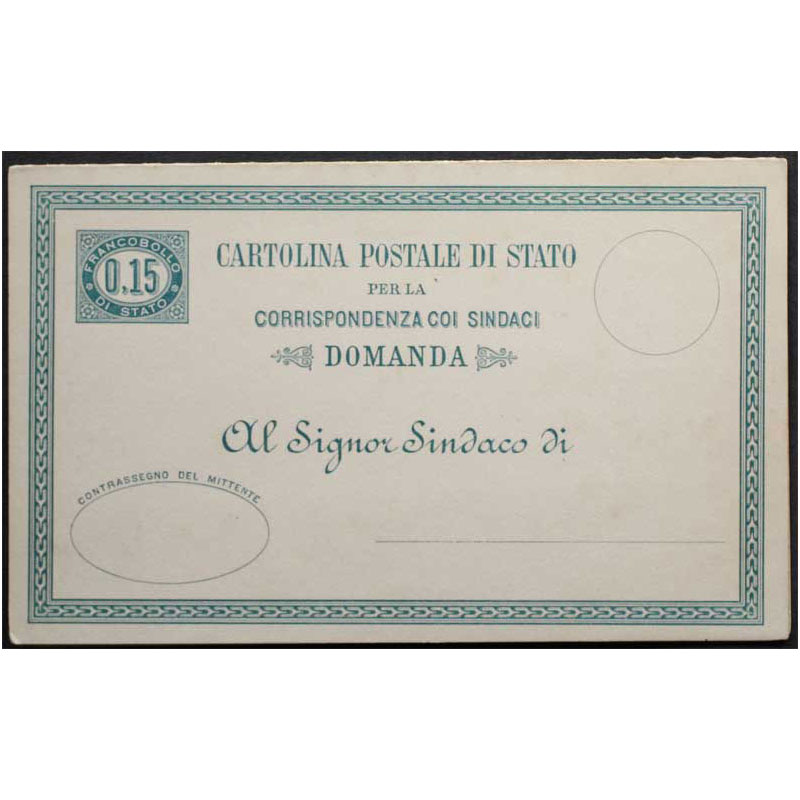 FRANCOBOLLO
0,15
DI STATO
CARTOLINA POSTALE DI STATO
PER LA
CORRISPONDENZA COI SINDACI
DOMANDA
Al Signor Sindaco di
CONTRASSEGNO DEL MITTENTE